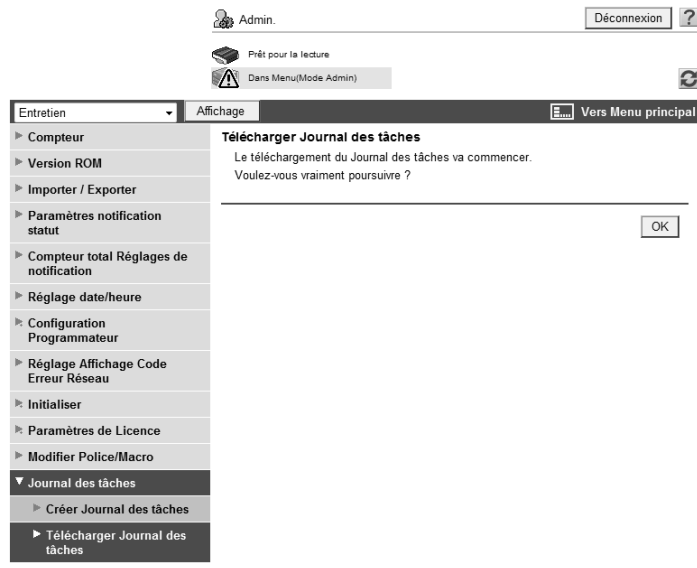 Admin.
Déconnexion
?
Prêt pour la lecture
Dans Menu(Mode Admin)
Entretien
Affichage
Vers Menu principal
Compteur
Version ROM
Importer / Exporter
Paramètres notification
statut
Compteur total Réglages de
notification
Réglage date/heure
Configuration
Programmateur
Réglage Affichage Code
Erreur Réseau
Initialiser
Paramètres de Licence
Modifier Police/Macro
Journal des tâches
Créer Journal des tâches
Télécharger Journal des
tâches
Télécharger Journal des tâches
Le téléchargement du Journal des tâches va commencer.
Voulez-vous vraiment poursuivre ?
OK